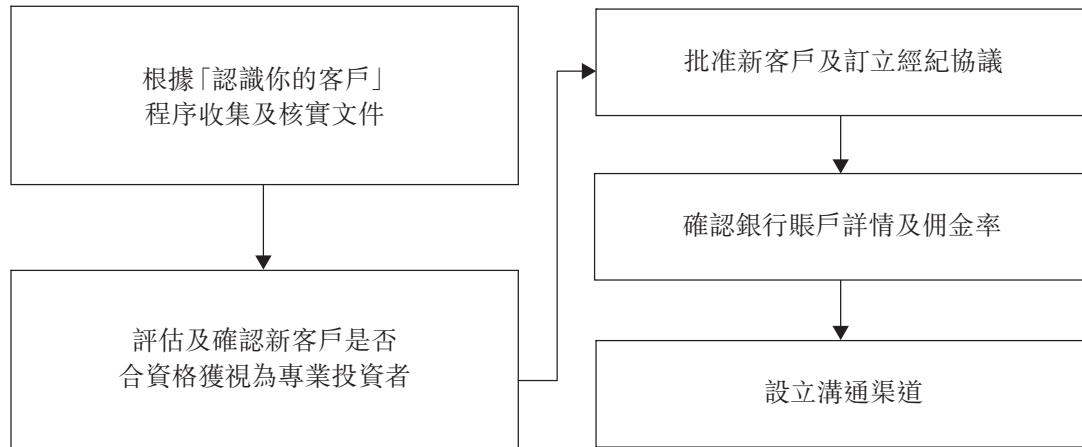 根據「認識你的客戶」
程序收集及核實文件
評估及確認新客戶是否
合資格獲視為專業投資者
批准新客戶及訂立經紀協議
確認銀行賬戶詳情及佣金率
設立溝通渠道